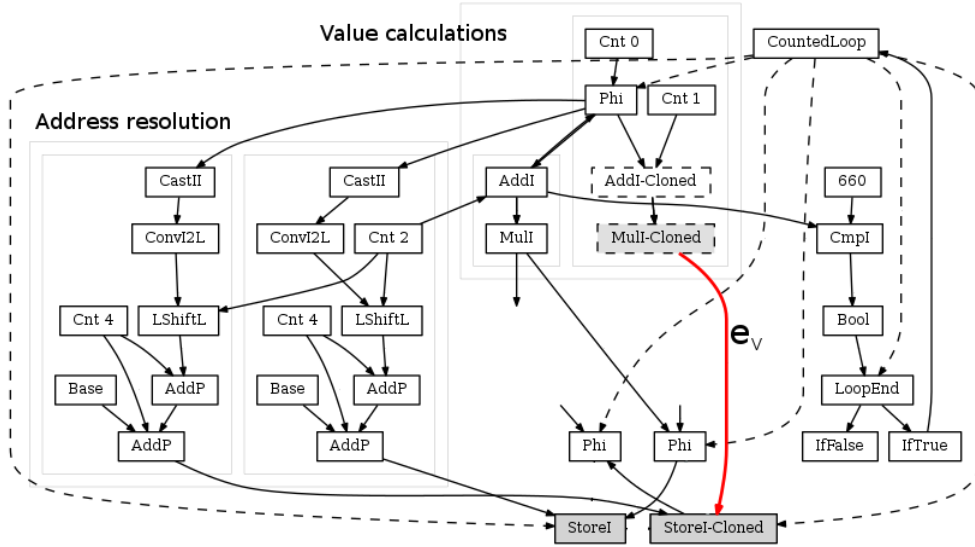 Value calculations
Cnt 0
CountedLoop
Phi
Cnt 1
Address resolution
CastII
CastII
AddI
AddI-Cloned
660
ConvI2L
ConvI2L
Cnt 2
MulI
MulI-Cloned
CmpI
Cnt 4
LShiftL
Cnt 4
LShiftL
Bool
ev
Base
AddP
Base
AddP
LoopEnd
AddP
AddP
Phi
Phi
IfFalse
IfTrue
StoreI
StoreI-Cloned